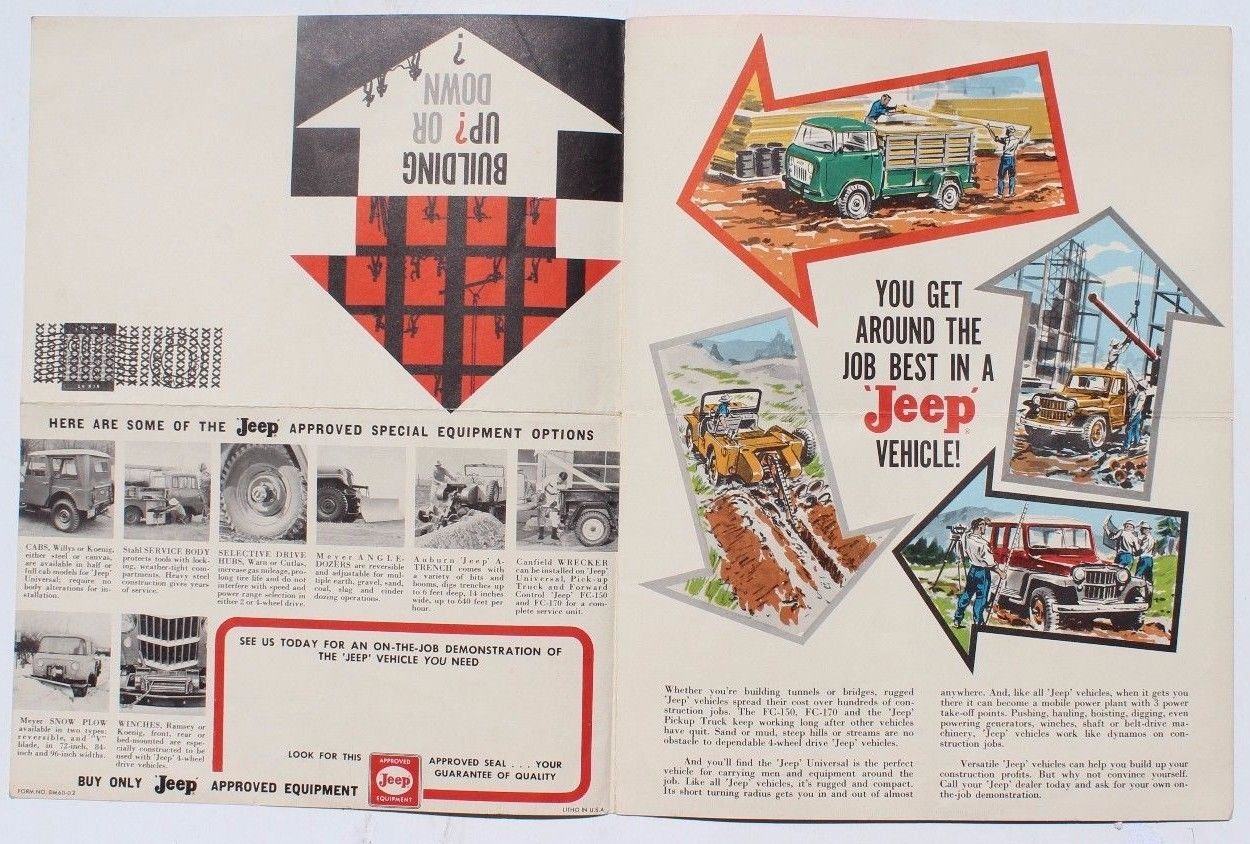 BUILDING
UP? OR
DOWN
?
HERE ARE SOME OF THE 'Jeep' APPROVED SPECIAL EQUIPMENT OPTIONS
CABS, Willys or Koenig,
either steel or canvas,
are available in half or
full cab models for 'Jeep'
Universal; require no
body alterations for in-
stallation.
Stahl SERVICE BODY
protects tools with lock-
ing, weather-tight com-
partments. Heavy steel
construction gives years
of service.
SELECTIVE DRIVE
HUBS, Warn or Cutlas,
increase gas mileage, pro-
long tire life and do not
interfere with speed and
power range selection in
either 2 or 4-wheel drive.
Meyer ANGLE-
DOZERS are reversible
and adjustable for mul-
tiple earth, gravel, sand,
coal, slag and cinder
dozing operations.
Auburn 'Jeep' A-
TRENCH comes with
a variety of bits and
booms, digs trenches up
to 6 feet deep, 14 inches
wide, up to 640 feet per
hour.
Canfield WRECKER
can be installed on 'Jeep'
Universal, Pick-up
Truck and Forward
Control 'Jeep' FC-150
and FC-170 for a com-
plete service unit.
Meyer SNOW PLOW
available in two types:
reversible, and "V"
blade, in 72-inch, 84-
inch and 96-inch widths.
WINCHES, Ramsey or
Koenig, front, rear or
bed-mounted are espe-
cially constructed to be
used with 'Jeep' 4-wheel
drive vehicles.
SEE US TODAY FOR AN ON-THE-JOB DEMONSTRATION OF
THE 'JEEP' VEHICLE YOU NEED
LOOK FOR THIS
APPROVED
Jeep
EQUIPMENT
APPROVED SEAL . . . YOUR
GUARANTEE OF QUALITY
BUY ONLY 'Jeep' APPROVED EQUIPMENT
FORM NO. BM60-02
LITHO IN U.S.A.
YOU GET
AROUND THE
JOB BEST IN A
'Jeep'
VEHICLE!
Whether you're building tunnels or bridges, rugged
'Jeep' vehicles spread their cost over hundreds of con-
struction jobs. The FC-150, FC-170 and the 'Jeep'
Pickup Truck keep working long after other vehicles
have quit. Sand or mud, steep hills or streams are no
obstacle to dependable 4-wheel drive 'Jeep' vehicles.
And you'll find the 'Jeep' Universal is the perfect
vehicle for carrying men and equipment around the
job. Like all 'Jeep' vehicles, it's rugged and compact.
Its short turning radius gets you in and out of almost
anywhere. And, like all 'Jeep' vehicles, when it gets you
there it can become a mobile power plant with 3 power
take-off points. Pushing, hauling, hoisting, digging, even
powering generators, winches, shaft or belt-drive ma-
chinery, 'Jeep' vehicles work like dynamos on con-
struction jobs.
Versatile 'Jeep' vehicles can help you build up your
construction profits. But why not convince yourself.
Call your 'Jeep' dealer today and ask for your own on-
the-job demonstration.